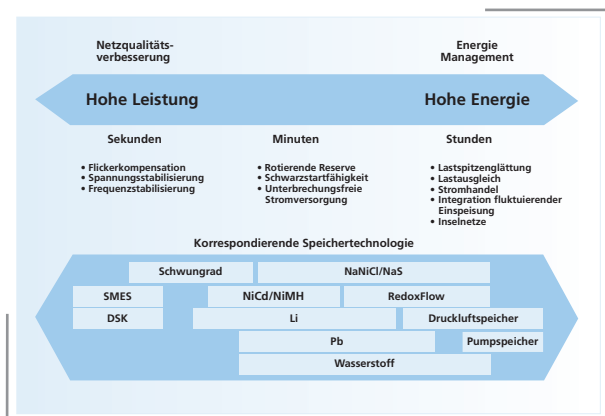 Netzqualitäts-
verbesserung
Energie
Management
Hohe Leistung
Hohe Energie
Sekunden
Minuten
Stunden
• Flickerkompensation
• Spannungsstabilisierung
• Frequenzstabilisierung
• Rotierende Reserve
• Schwarzstartfähigkeit
• Unterbrechungsfreie
Stromversorgung
• Lastspitzenglättung
• Lastausgleich
• Stromhandel
• Integration fluktuierender
Einspeisung
• Inselnetze
Korrespondierende Speichertechnologie
Schwungrad
NaNiCl/NaS
SMES
NiCd/NiMH
RedoxFlow
DSK
Li
Druckluftspeicher
Pb
Pumpspeicher
Wasserstoff